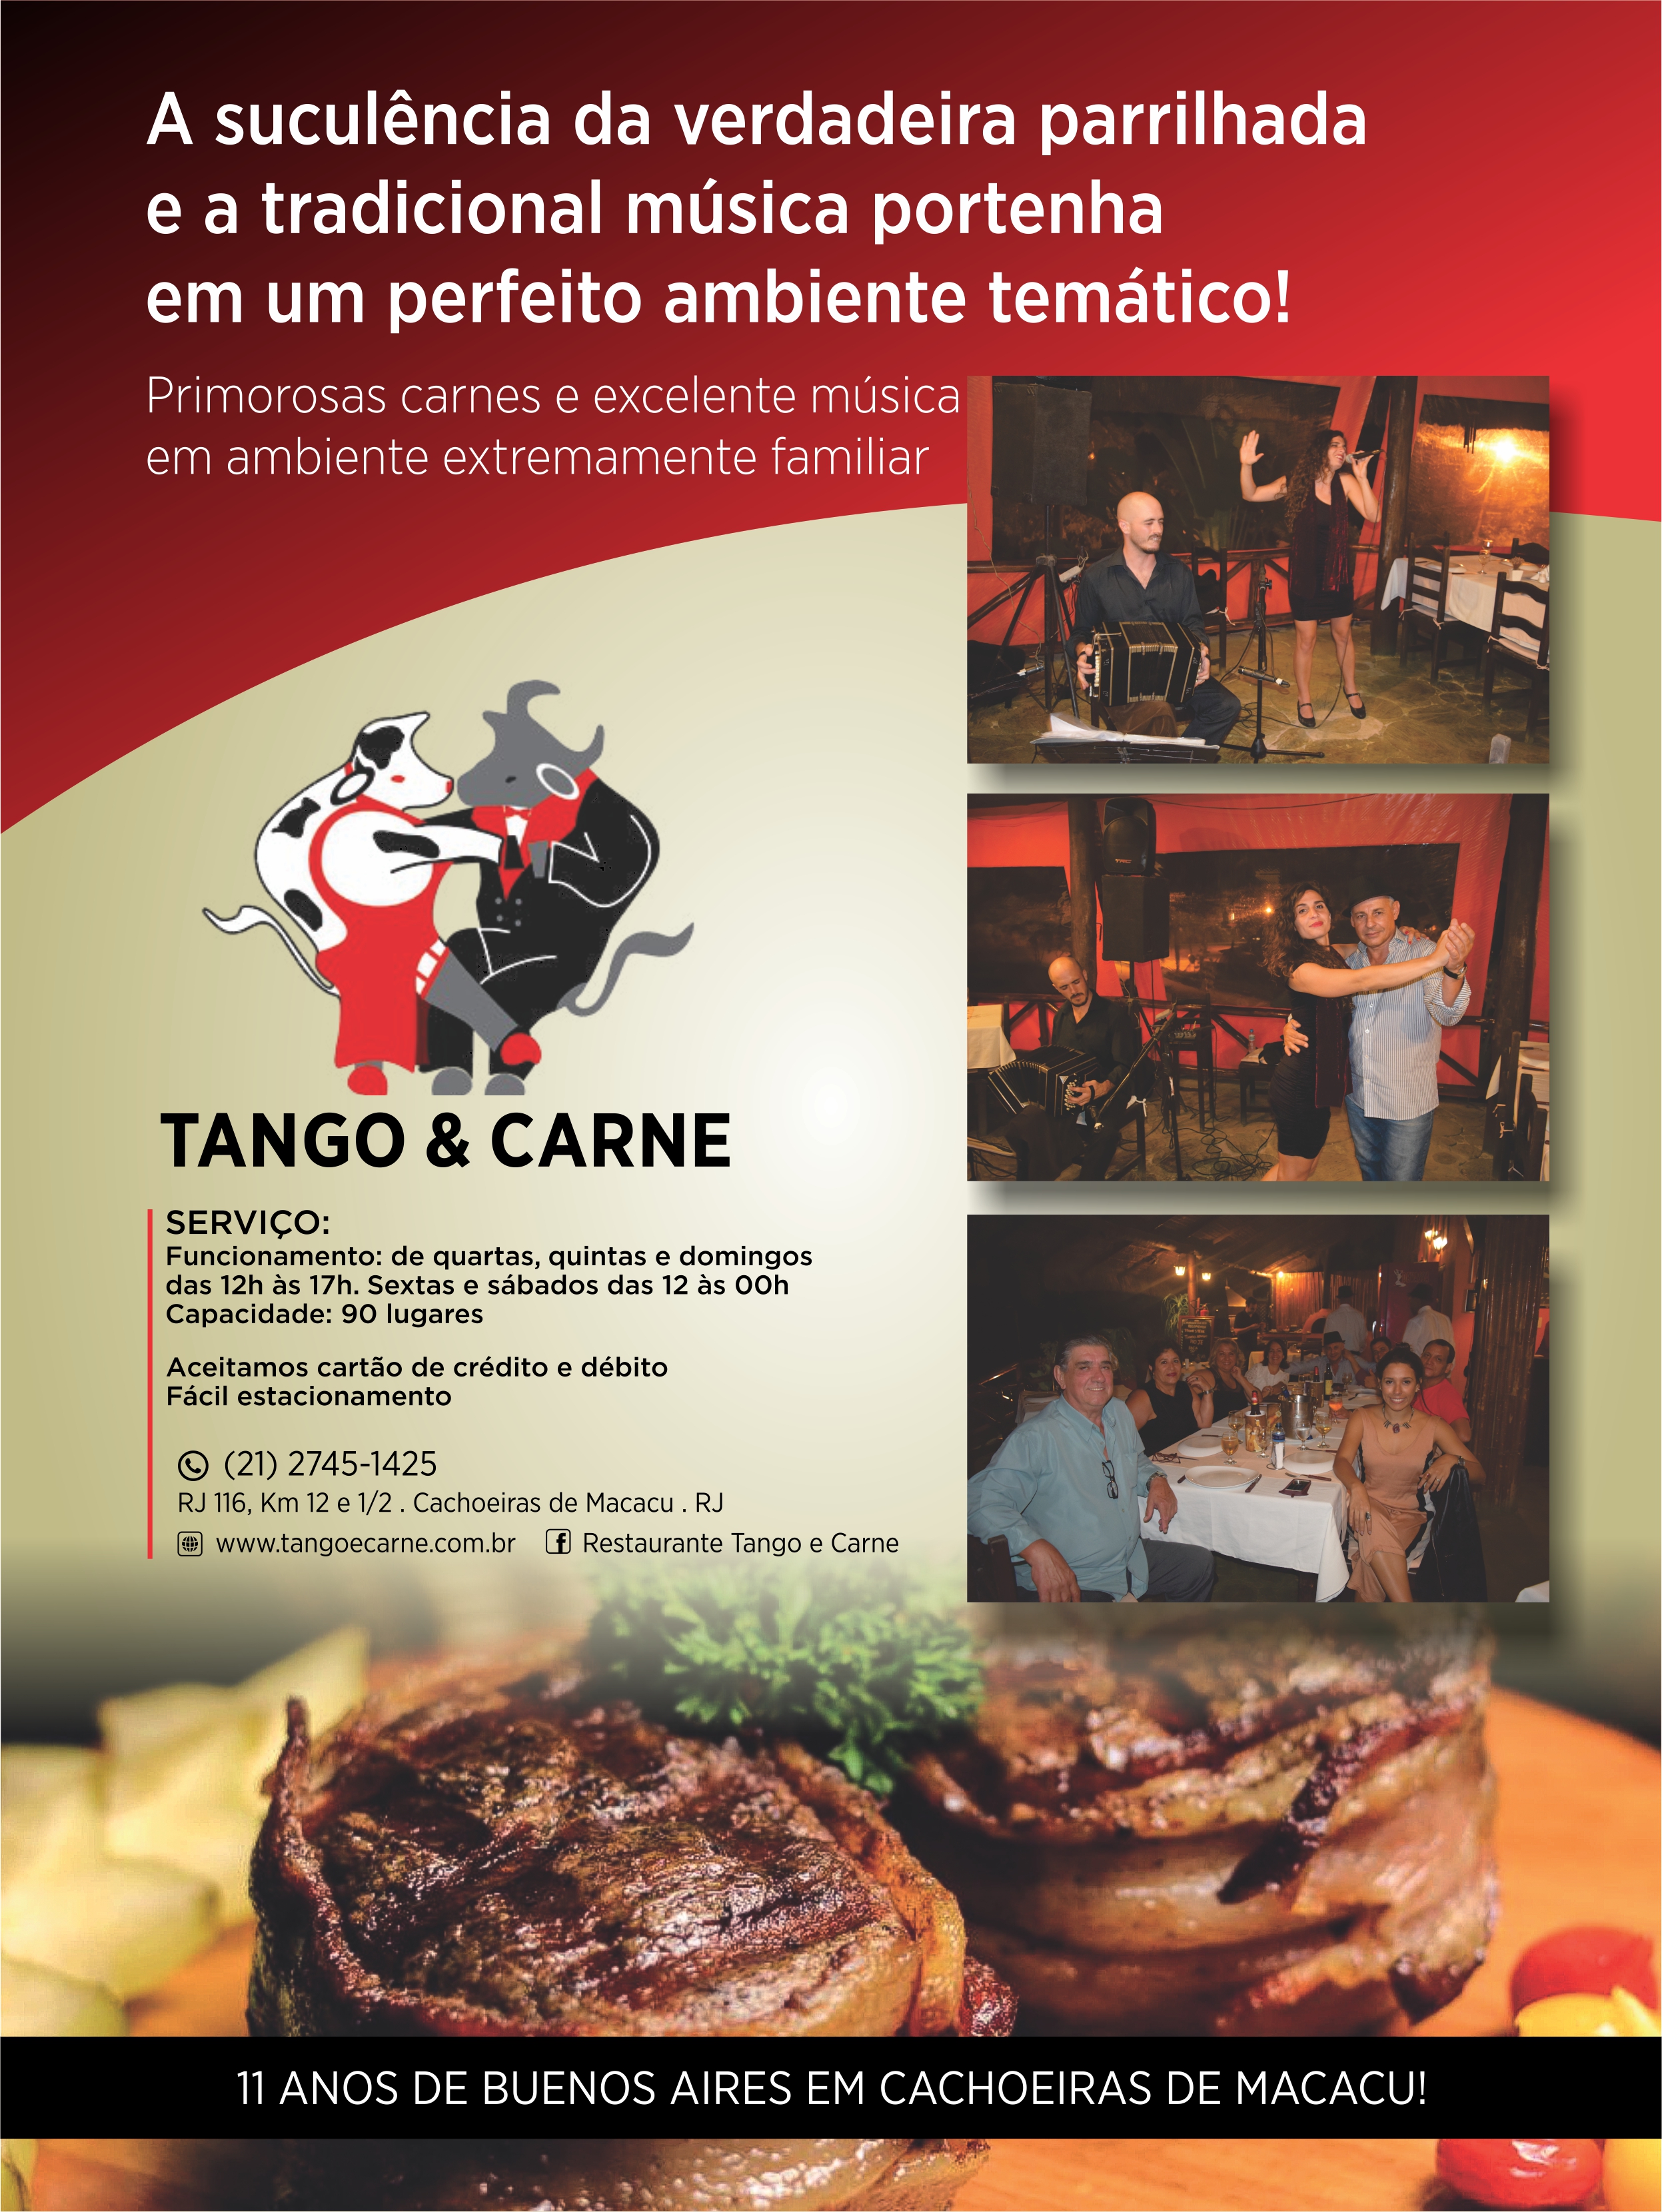 A suculência da verdadeira parrilhada
e a tradicional música portenha
em um perfeito ambiente temático!
Primorosas carnes e excelente música
em ambiente extremamente familiar
TANGO & CARNE
SERVIÇO:
Funcionamento: de quartas, quintas e domingos
das 12h às 17h. Sextas e sábados das 12 às 00h
Capacidade: 90 lugares
Aceitamos cartão de crédito e débito
Fácil estacionamento
(21) 2745-1425
RJ 116, Km 12 e 1/2 . Cachoeiras de Macacu . RJ
www.tangoecarne.com.br Restaurante Tango e Carne
11 ANOS DE BUENOS AIRES EM CACHOEIRAS DE MACACU!